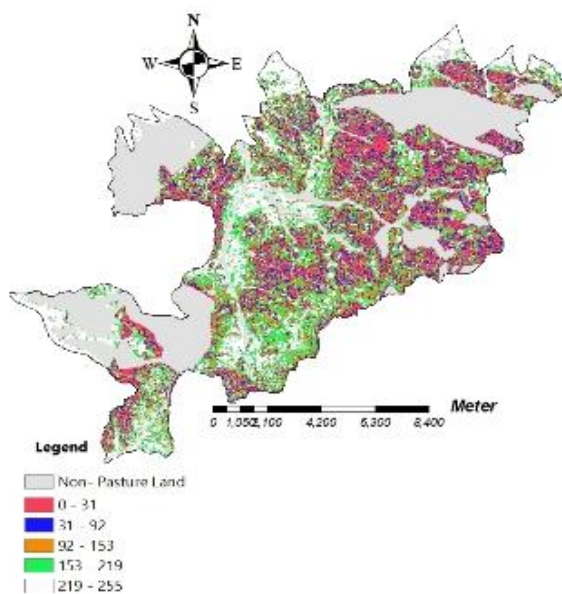 N
W E
S
Meter
0 1,050 2,100 4,200 6,300 8,400
Legend
Non- Pasture Land
0 - 31
31 - 92
92 - 153
153 - 219
219 - 255